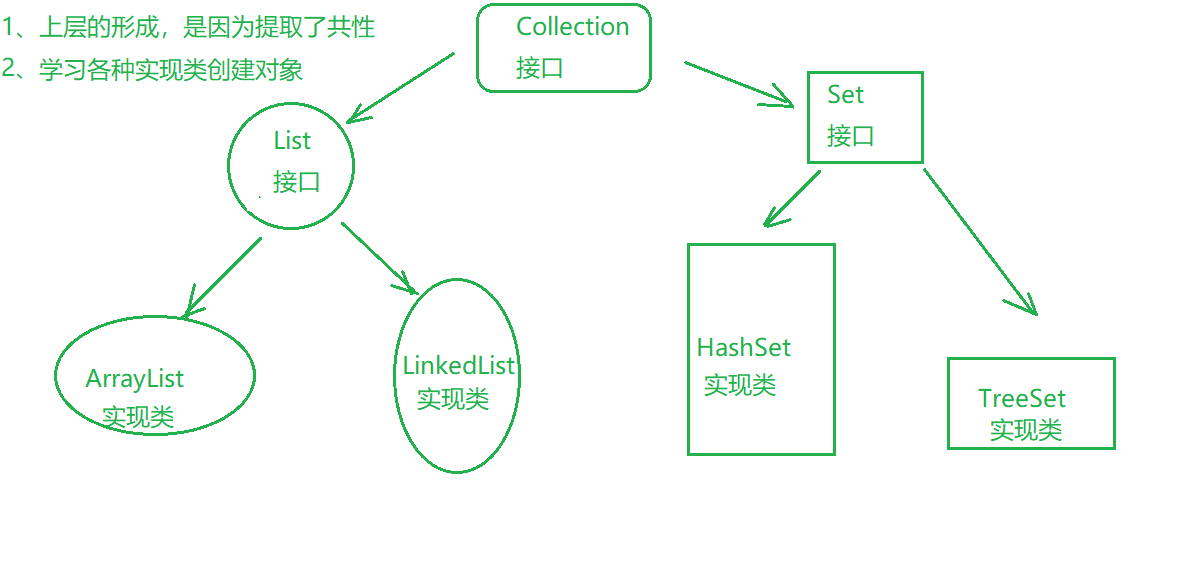 1、上层的形成，是因为提取了共性
2、学习各种实现类创建对象
Collection
接口
List
接口
Set
接口
ArrayList
实现类
LinkedList
实现类
HashSet
实现类
TreeSet
实现类